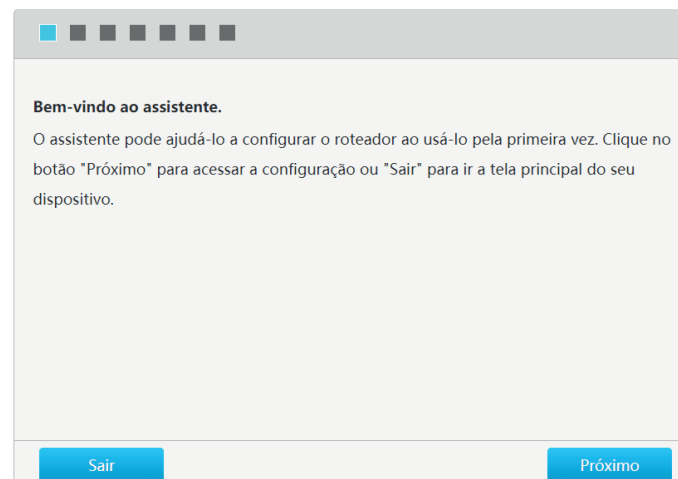 Bem-vindo ao assistente.
O assistente pode ajudá-lo a configurar o roteador ao usá-lo pela primeira vez. Clique no
botão "Próximo" para acessar a configuração ou "Sair" para ir a tela principal do seu
dispositivo.
Sair
Próximo